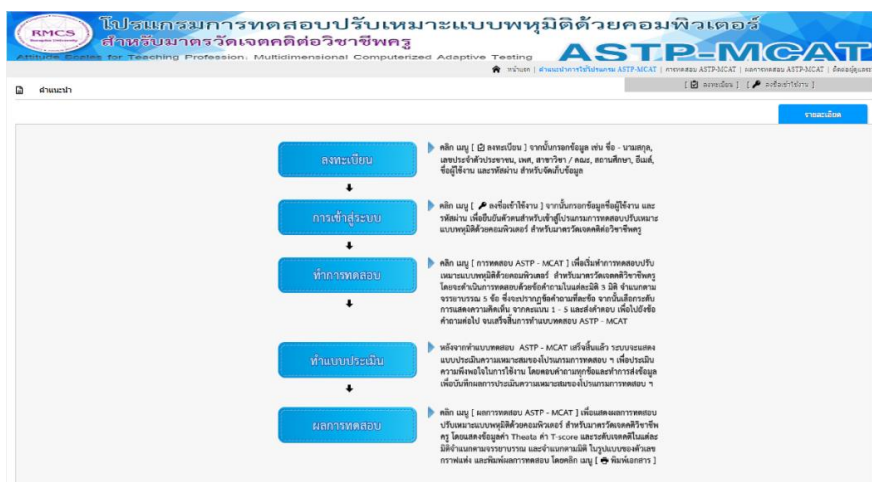 RMCS
โปรแกรมการทดสอบปรับเหมาะแบบพหุมิติด้วยคอมพิวเตอร์
สำหรับมาตรวัดเจตคติต่อวิชาชีพครู
Attitude Scales for Teaching Profession. Multidimensional Computerized Adaptive Testing
ASTP-MCAT
หน้าแรก | คำแนะนำการใช้โปรแกรม ASTP-MCAT | การทดสอบ ASTP-MCAT | ผลการทดสอบ ASTP-MCAT | ติดต่อผู้ดูแลระบบ
คำแนะนำ
[ ลงทะเบียน ] [ ลงชื่อเข้าใช้งาน ]
รายละเอียด
ลงทะเบียน
คลิก เมนู [ ลงทะเบียน ] จากนั้นกรอกข้อมูล เช่น ชื่อ - นามสกุล,
เลขประจำตัวประชาชน, เพศ, สาขาวิชา / คณะ, สถานศึกษา, อีเมล์,
ชื่อผู้ใช้งาน และรหัสผ่าน สำหรับจัดเก็บข้อมูล
การเข้าสู่ระบบ
คลิก เมนู [ ลงชื่อเข้าใช้งาน ] จากนั้นกรอกข้อมูลชื่อผู้ใช้งาน และ
รหัสผ่าน เพื่อยืนยันตัวตนสำหรับเข้าสู่โปรแกรมการทดสอบปรับเหมาะ
แบบพหุมิติด้วยคอมพิวเตอร์ สำหรับมาตรวัดเจตคติต่อวิชาชีพครู
ทำการทดสอบ
คลิก เมนู [ การทดสอบ ASTP - MCAT ] เพื่อเริ่มทำการทดสอบปรับ
เหมาะแบบพหุมิติด้วยคอมพิวเตอร์ สำหรับมาตรวัดเจตคติวิชาชีพครู
โดยจะดำเนินการทดสอบด้วยข้อคำถามในแต่ละมิติ 3 มิติ จำแนกตาม
จรรยาบรรณ 5 ข้อ ซึ่งจะปรากฏข้อคำถามทีละข้อ จากนั้นเลือกระดับ
การแสดงความคิดเห็น จากคะแนน 1 - 5 และส่งคำตอบ เพื่อไปยังข้อ
คำถามต่อไป จนเสร็จสิ้นการทำแบบทดสอบ ASTP - MCAT
ทำแบบประเมิน
หลังจากทำแบบทดสอบ ASTP - MCAT เสร็จสิ้นแล้ว ระบบจะแสดง
แบบประเมินความเหมาะสมของโปรแกรมการทดสอบ ฯ เพื่อประเมิน
ความพึงพอใจในการใช้งาน โดยตอบคำถามทุกข้อและทำการส่งข้อมูล
เพื่อบันทึกผลการประเมินความเหมาะสมของโปรแกรมการทดสอบ ฯ
ผลการทดสอบ
คลิก เมนู [ ผลการทดสอบ ASTP - MCAT ] เพื่อแสดงผลการทดสอบ
ปรับเหมาะแบบพหุมิติด้วยคอมพิวเตอร์ สำหรับมาตรวัดเจตคติวิชาชีพ
ครู โดยแสดงข้อมูลค่า Theata ค่า T-score และระดับเจตคติในแต่ละ
มิติจำแนกตามจรรยาบรรณ และจำแนกตามมิติ ในรูปแบบของตัวเลข
กราฟแท่ง และพิมพ์ผลการทดสอบ โดยคลิก เมนู [ พิมพ์เอกสาร ]